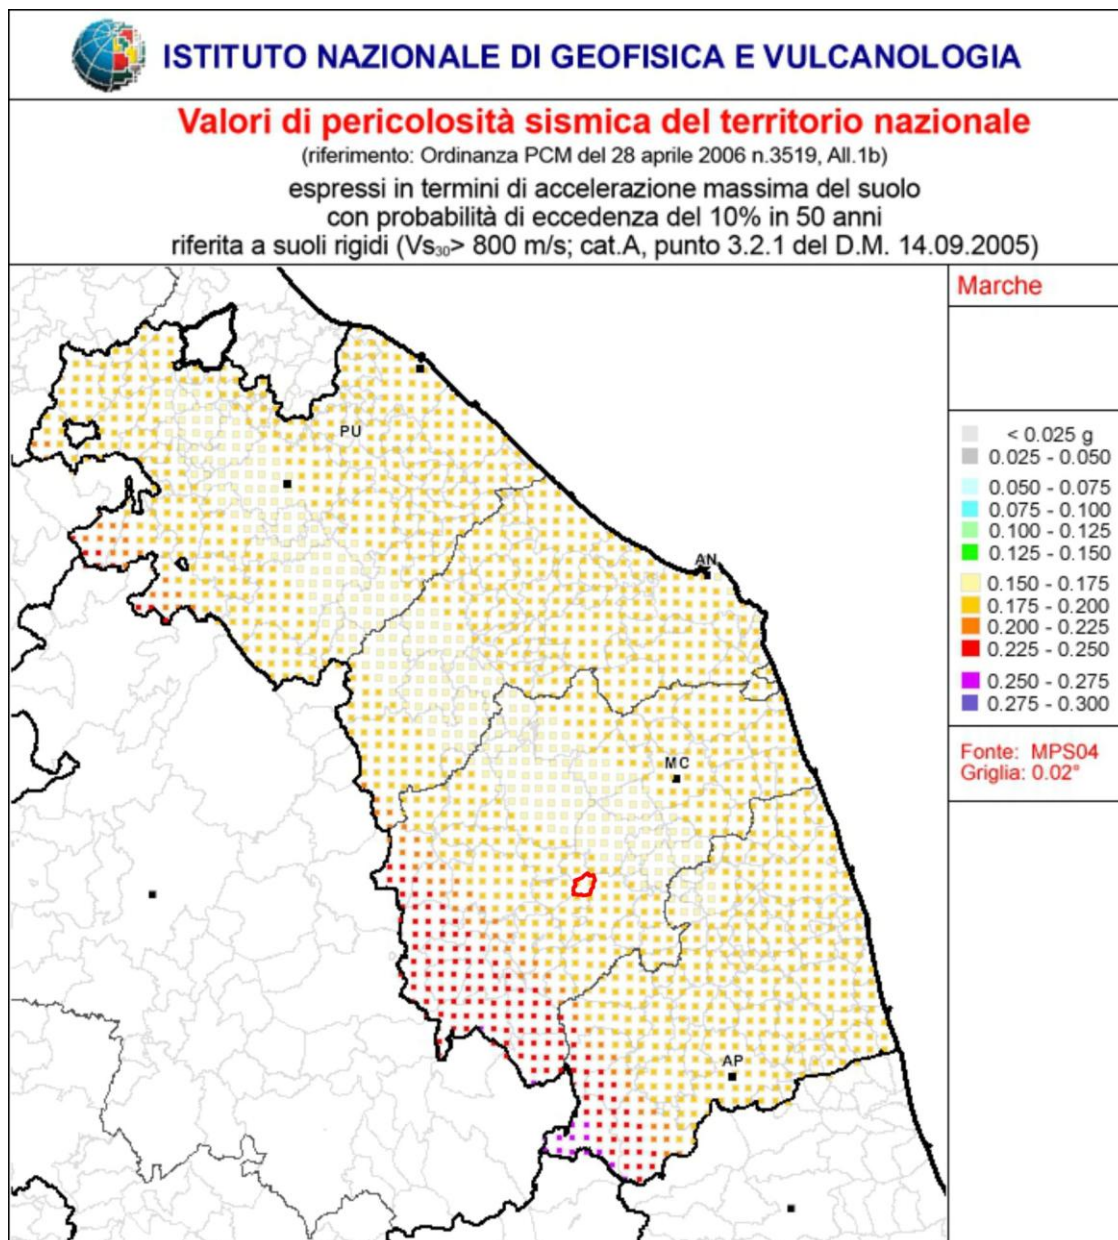 ISTITUTO NAZIONALE DI GEOFISICA E VULCANOLOGIA
Valori di pericolosità sismica del territorio nazionale
(riferimento: Ordinanza PCM del 28 aprile 2006 n.3519, All.1b)
espressi in termini di accelerazione massima del suolo
con probabilità di eccedenza del 10% in 50 anni
riferita a suoli rigidi (Vs₃₀> 800 m/s; cat.A, punto 3.2.1 del D.M. 14.09.2005)
Marche
PU
AN
MC
AP
< 0.025 g
0.025 - 0.050
0.050 - 0.075
0.075 - 0.100
0.100 - 0.125
0.125 - 0.150
0.150 - 0.175
0.175 - 0.200
0.200 - 0.225
0.225 - 0.250
0.250 - 0.275
0.275 - 0.300
Fonte: MPS04
Griglia: 0.02°